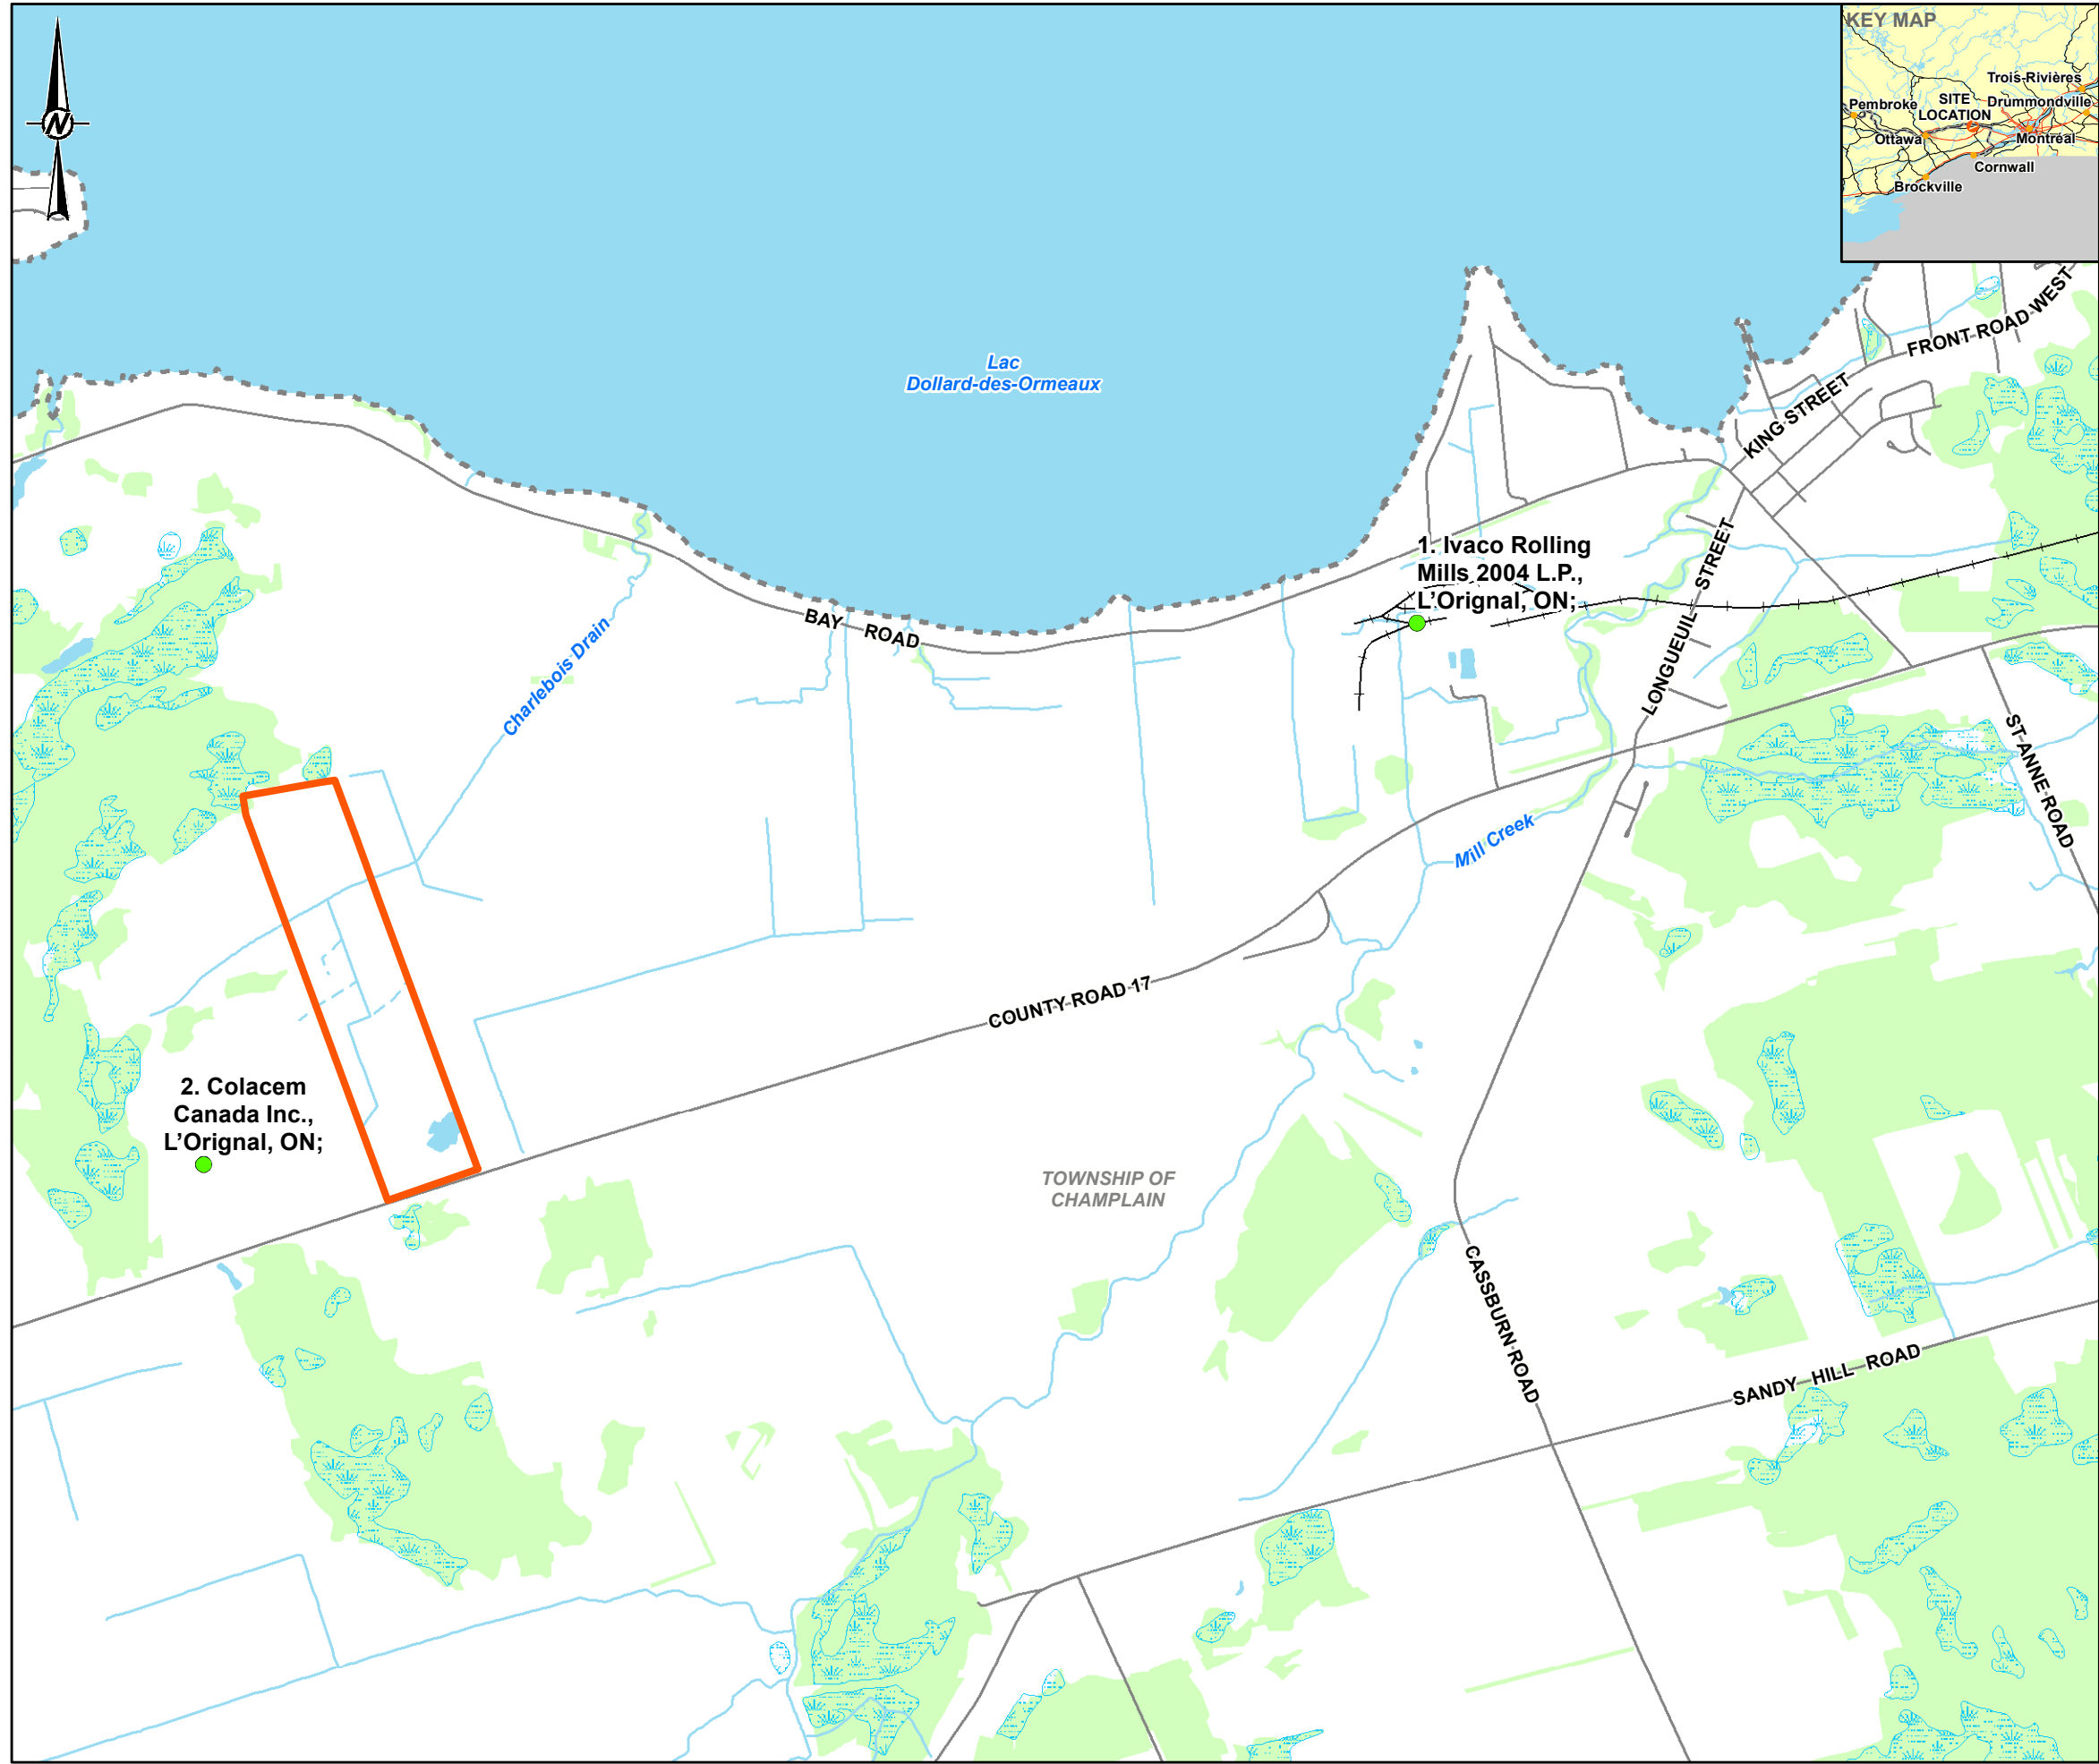 KEY MAP
Trois-Rivières
Pembroke
SITE
LOCATION
Drummondville
Ottawa
Montréal
Cornwall
Brockville
N
Lac
Dollard-des-Ormeaux
FRONT ROAD WEST
KING STREET
1. Ivaco Rolling
Mills 2004 L.P.,
L'Orignal, ON;
LONGUEUIL STREET
BAY ROAD
Charlebois Drain
ST ANNE ROAD
Mill Creek
COUNTY ROAD 17
2. Colacem
Canada Inc.,
L'Orignal, ON;
TOWNSHIP OF
CHAMPLAIN
CASSBURN ROAD
SANDY HILL ROAD